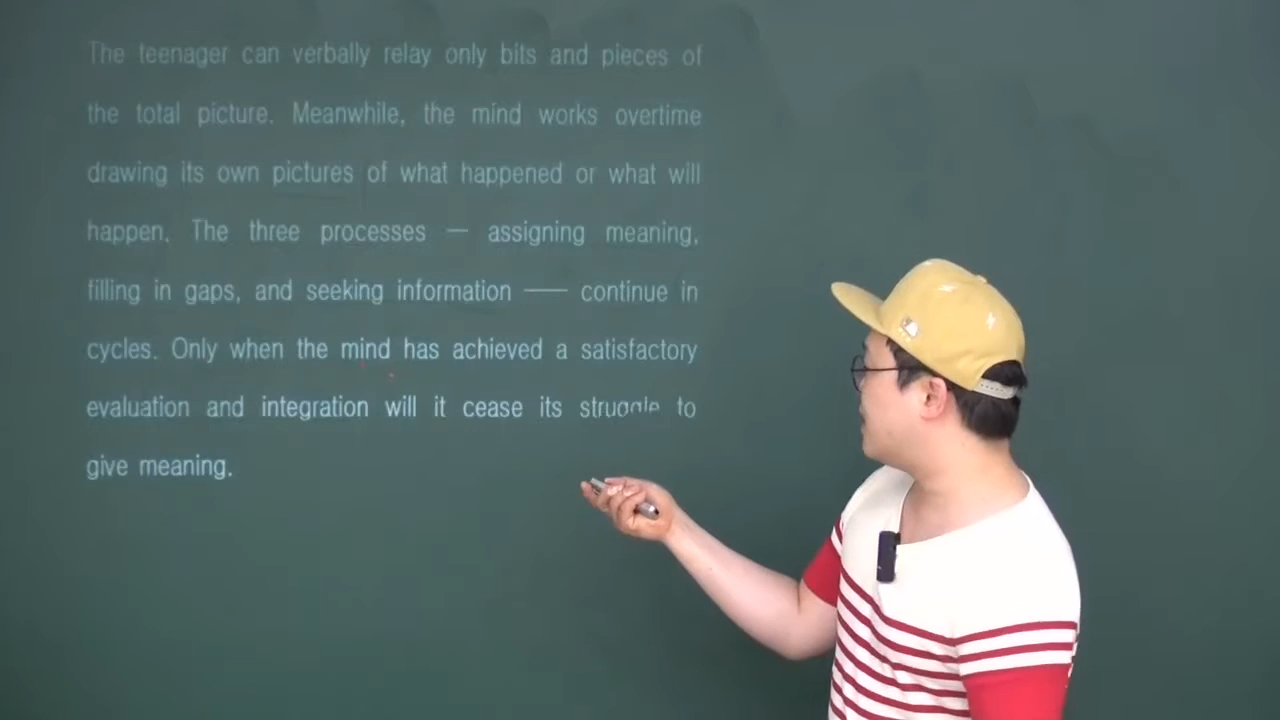 The teenager can verbally relay only bits and pieces of
the total picture. Meanwhile, the mind works overtime
drawing its own pictures of what happened or what will
happen. The three processes — assigning meaning,
filling in gaps, and seeking information —— continue in
cycles. Only when the mind has achieved a satisfactory
evaluation and integration will it cease its struggle to
give meaning.